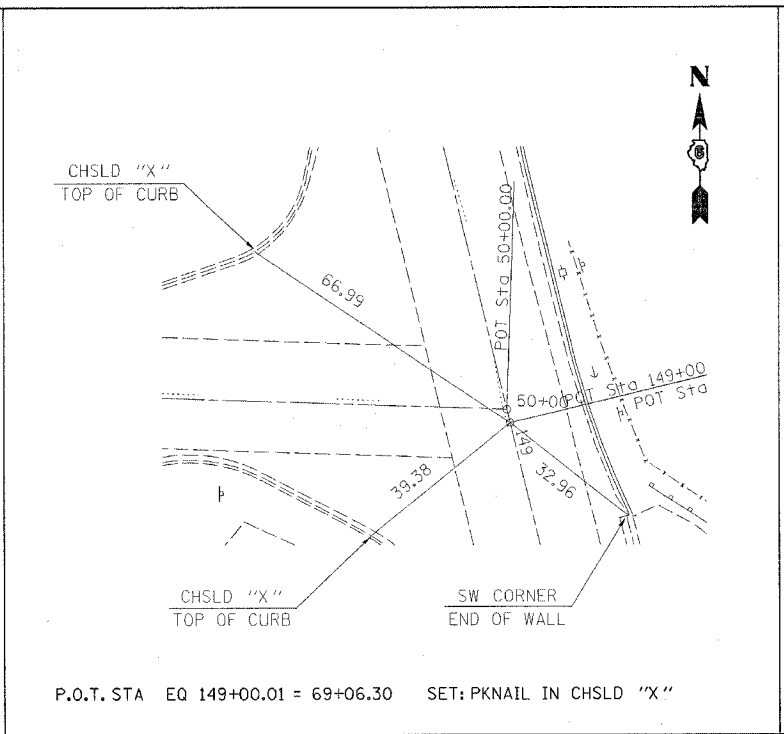 N
6
CHSLD "X"
TOP OF CURB
66.99
POT Sta 50+00.00
50+00
POT Sta 149+00
POT Sta
149
39.38
32.96
CHSLD "X"
TOP OF CURB
SW CORNER
END OF WALL
P.O.T. STA EQ 149+00.01 = 69+06.30 SET: PKNAIL IN CHSLD "X"